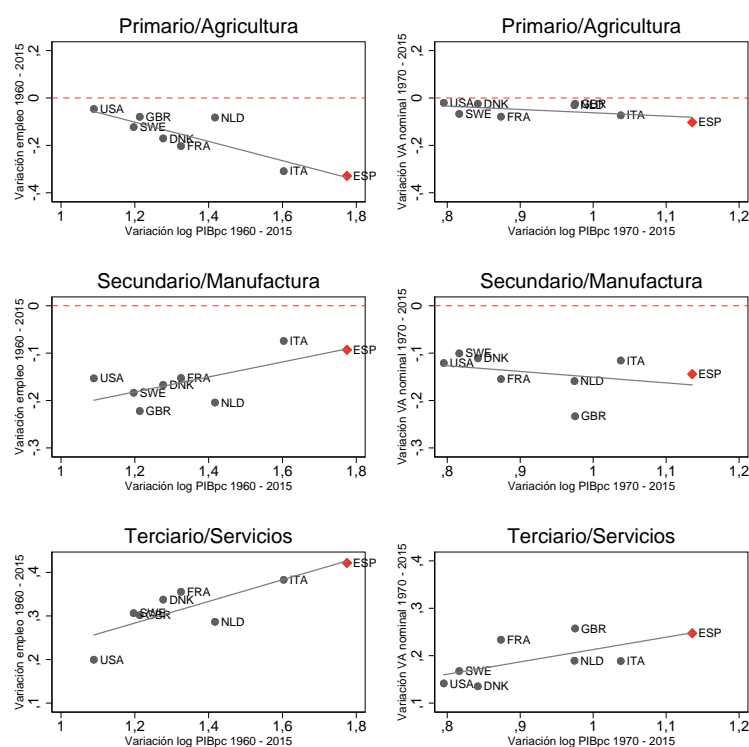 Primario/Agricultura
Variación empleo 1960 - 2015
,2
0
-,2
-,4
USA
GBR
SWE
DNK
FRA
NLD
ITA
ESP
1
1,2
1,4
1,6
1,8
Variación log PIBpc 1960 - 2015
Primario/Agricultura
Variación VA nominal 1970 - 2015
,2
0
-,2
-,4
USA
SWE
DNK
FRA
GBR
NLD
ITA
ESP
,8
,9
1
1,1
1,2
Variación log PIBpc 1970 - 2015
Secundario/Manufactura
Variación empleo 1960 - 2015
0
-,1
-,2
-,3
USA
SWE
GBR
DNK
FRA
NLD
ITA
ESP
1
1,2
1,4
1,6
1,8
Variación log PIBpc 1960 - 2015
Secundario/Manufactura
Variación VA nominal 1970 - 2015
0
-,1
-,2
-,3
USA
SWE
DNK
FRA
NLD
GBR
ITA
ESP
,8
,9
1
1,1
1,2
Variación log PIBpc 1970 - 2015
Terciario/Servicios
Variación empleo 1960 - 2015
,4
,3
,2
,1
USA
SWE
GBR
DNK
FRA
NLD
ITA
ESP
1
1,2
1,4
1,6
1,8
Variación log PIBpc 1960 - 2015
Terciario/Servicios
Variación VA nominal 1970 - 2015
,4
,3
,2
,1
USA
SWE
DNK
FRA
GBR
NLD
ITA
ESP
,8
,9
1
1,1
1,2
Variación log PIBpc 1970 - 2015